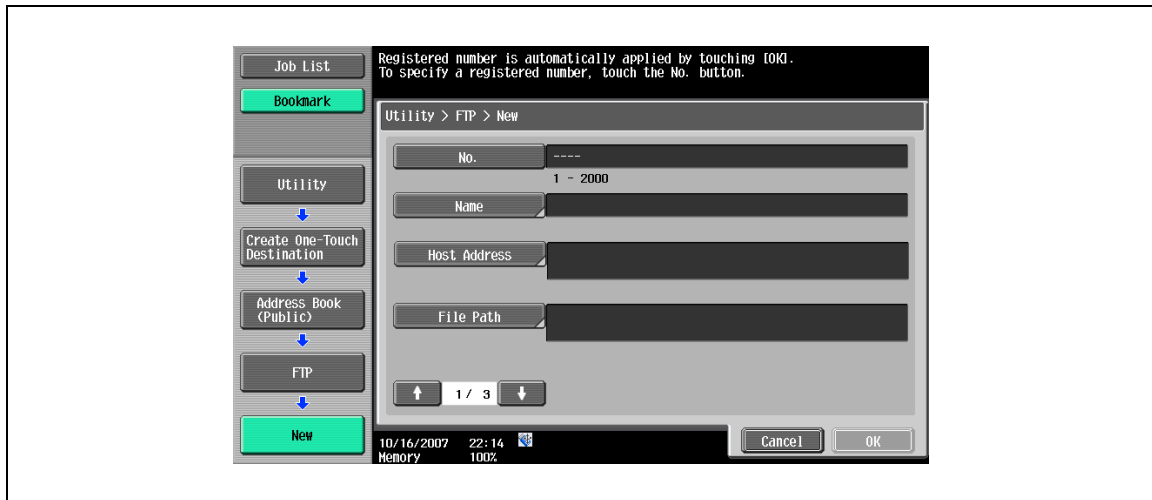 Job List
Bookmark
Registered number is automatically applied by touching [OK].
To specify a registered number, touch the No. button.
Utility > FTP > New
No.
----
1 - 2000
Name
Host Address
File Path
1/ 3
Utility
Create One-Touch
Destination
Address Book
(Public)
FTP
New
10/16/2007 22:14
Memory 100%
Cancel
OK